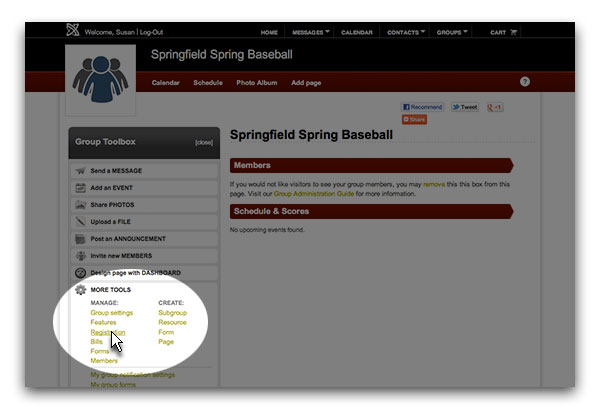 Welcome, Susan | Log-Out
HOME MESSAGES CALENDAR CONTACTS GROUPS CART
Springfield Spring Baseball
Calendar Schedule Photo Album Add page ?
Recommend Tweet +1
Share
Group Toolbox [close]
Springfield Spring Baseball
Send a MESSAGE
Add an EVENT
Share PHOTOS
Upload a FILE
Post an ANNOUNCEMENT
Invite new MEMBERS
Design page with DASHBOARD
MORE TOOLS
MANAGE:
Group settings
Features
Registration
Bills
Forms
Members
CREATE:
Subgroup
Resource
Form
Page
My group notification settings
My group forms
Members
If you would not like visitors to see your group members, you may remove this this box from this
page. Visit our Group Administration Guide for more information.
Schedule & Scores
No upcoming events found.